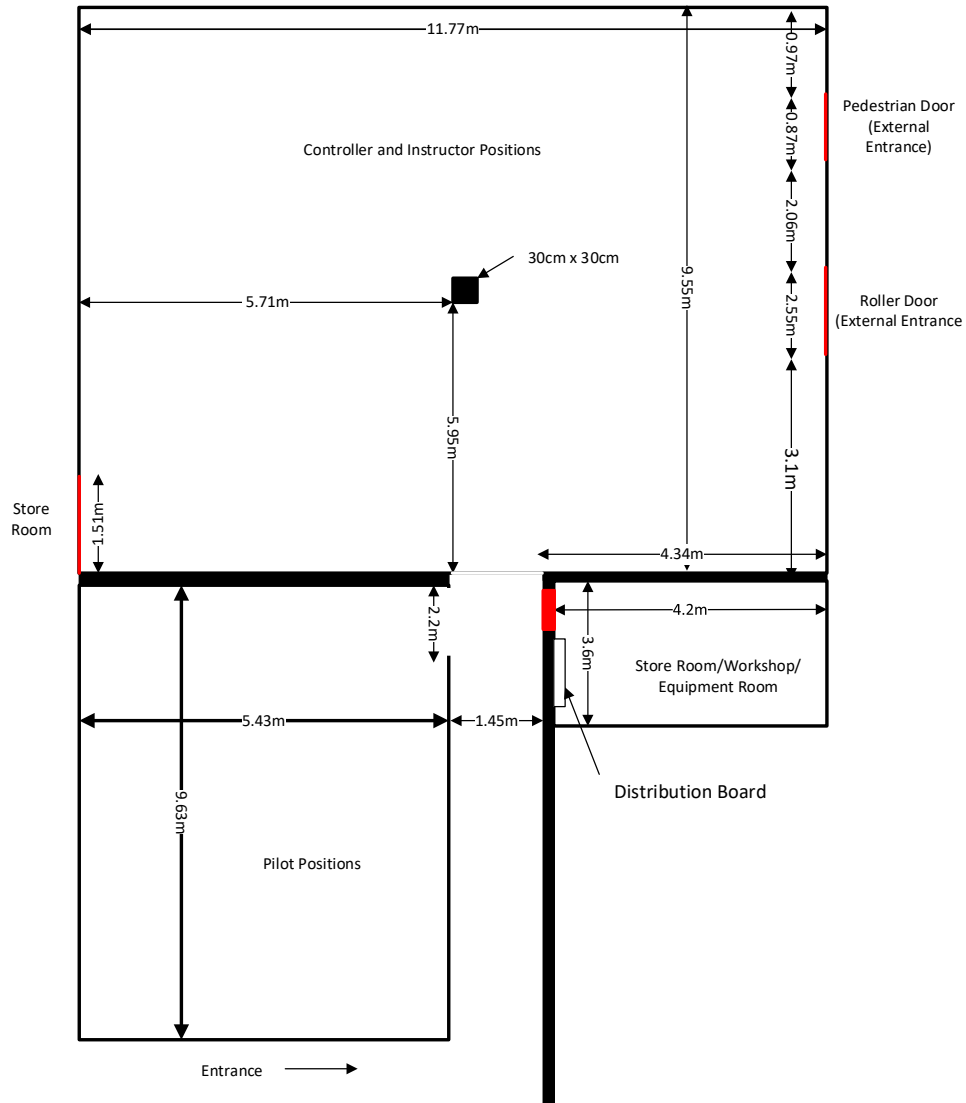 11.77m
0.97m
Pedestrian Door
(External
Entrance)
0.87m
Controller and Instructor Positions
2.06m
30cm x 30cm
9.55m
5.71m
2.55m
Roller Door
(External Entrance
5.95m
3.1m
Store
Room
1.51m
4.34m
2.2m
4.2m
3.6m
Store Room/Workshop/
Equipment Room
5.43m
1.45m
Distribution Board
9.63m
Pilot Positions
Entrance